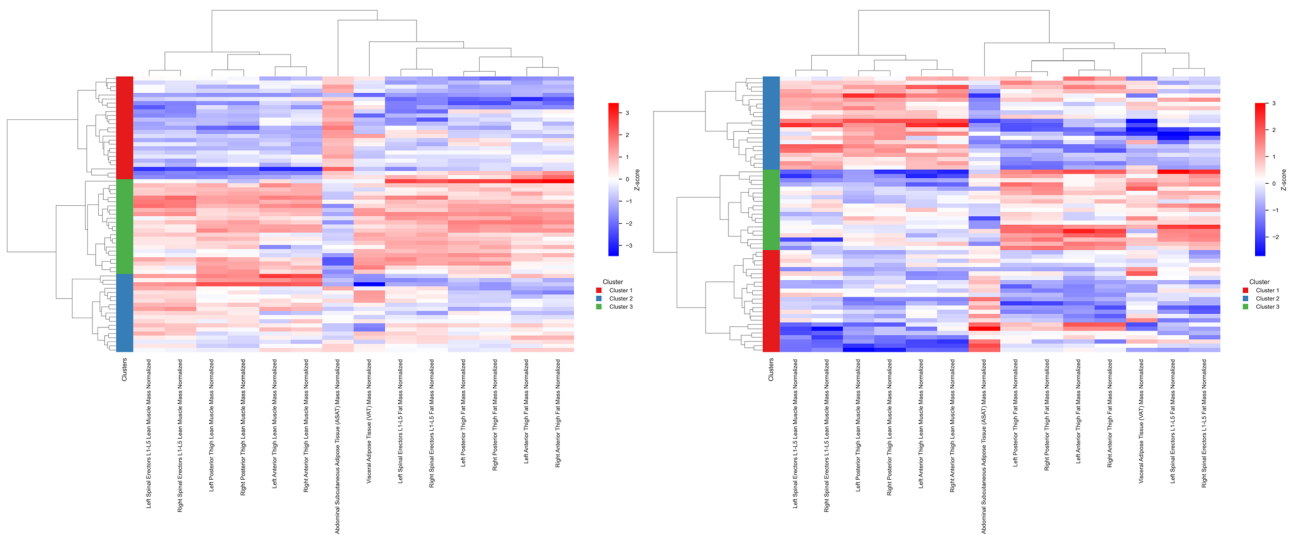 3
2
1
0
-1
-2
-3
Z-score
Cluster
Cluster 1
Cluster 2
Cluster 3
Clusters
Left Spinal Erectors L1-L5 Lean Muscle Mass Normalized
Right Spinal Erectors L1-L5 Lean Muscle Mass Normalized
Left Posterior Thigh Lean Muscle Mass Normalized
Right Posterior Thigh Lean Muscle Mass Normalized
Left Anterior Thigh Lean Muscle Mass Normalized
Right Anterior Thigh Lean Muscle Mass Normalized
Abdominal Subcutaneous Adipose Tissue (ASAT) Mass Normalized
Visceral Adipose Tissue (VAT) Mass Normalized
Left Spinal Erectors L1-L5 Fat Mass Normalized
Right Spinal Erectors L1-L5 Fat Mass Normalized
Left Posterior Thigh Fat Mass Normalized
Right Posterior Thigh Fat Mass Normalized
Left Anterior Thigh Fat Mass Normalized
Right Anterior Thigh Fat Mass Normalized
3
2
1
0
-1
-2
Z-score
Cluster
Cluster 1
Cluster 2
Cluster 3
Clusters
Left Spinal Erectors L1-L5 Lean Muscle Mass Normalized
Right Spinal Erectors L1-L5 Lean Muscle Mass Normalized
Left Posterior Thigh Lean Muscle Mass Normalized
Right Posterior Thigh Lean Muscle Mass Normalized
Left Anterior Thigh Lean Muscle Mass Normalized
Right Anterior Thigh Lean Muscle Mass Normalized
Abdominal Subcutaneous Adipose Tissue (ASAT) Mass Normalized
Left Posterior Thigh Fat Mass Normalized
Right Posterior Thigh Fat Mass Normalized
Left Anterior Thigh Fat Mass Normalized
Right Anterior Thigh Fat Mass Normalized
Visceral Adipose Tissue (VAT) Mass Normalized
Left Spinal Erectors L1-L5 Fat Mass Normalized
Right Spinal Erectors L1-L5 Fat Mass Normalized